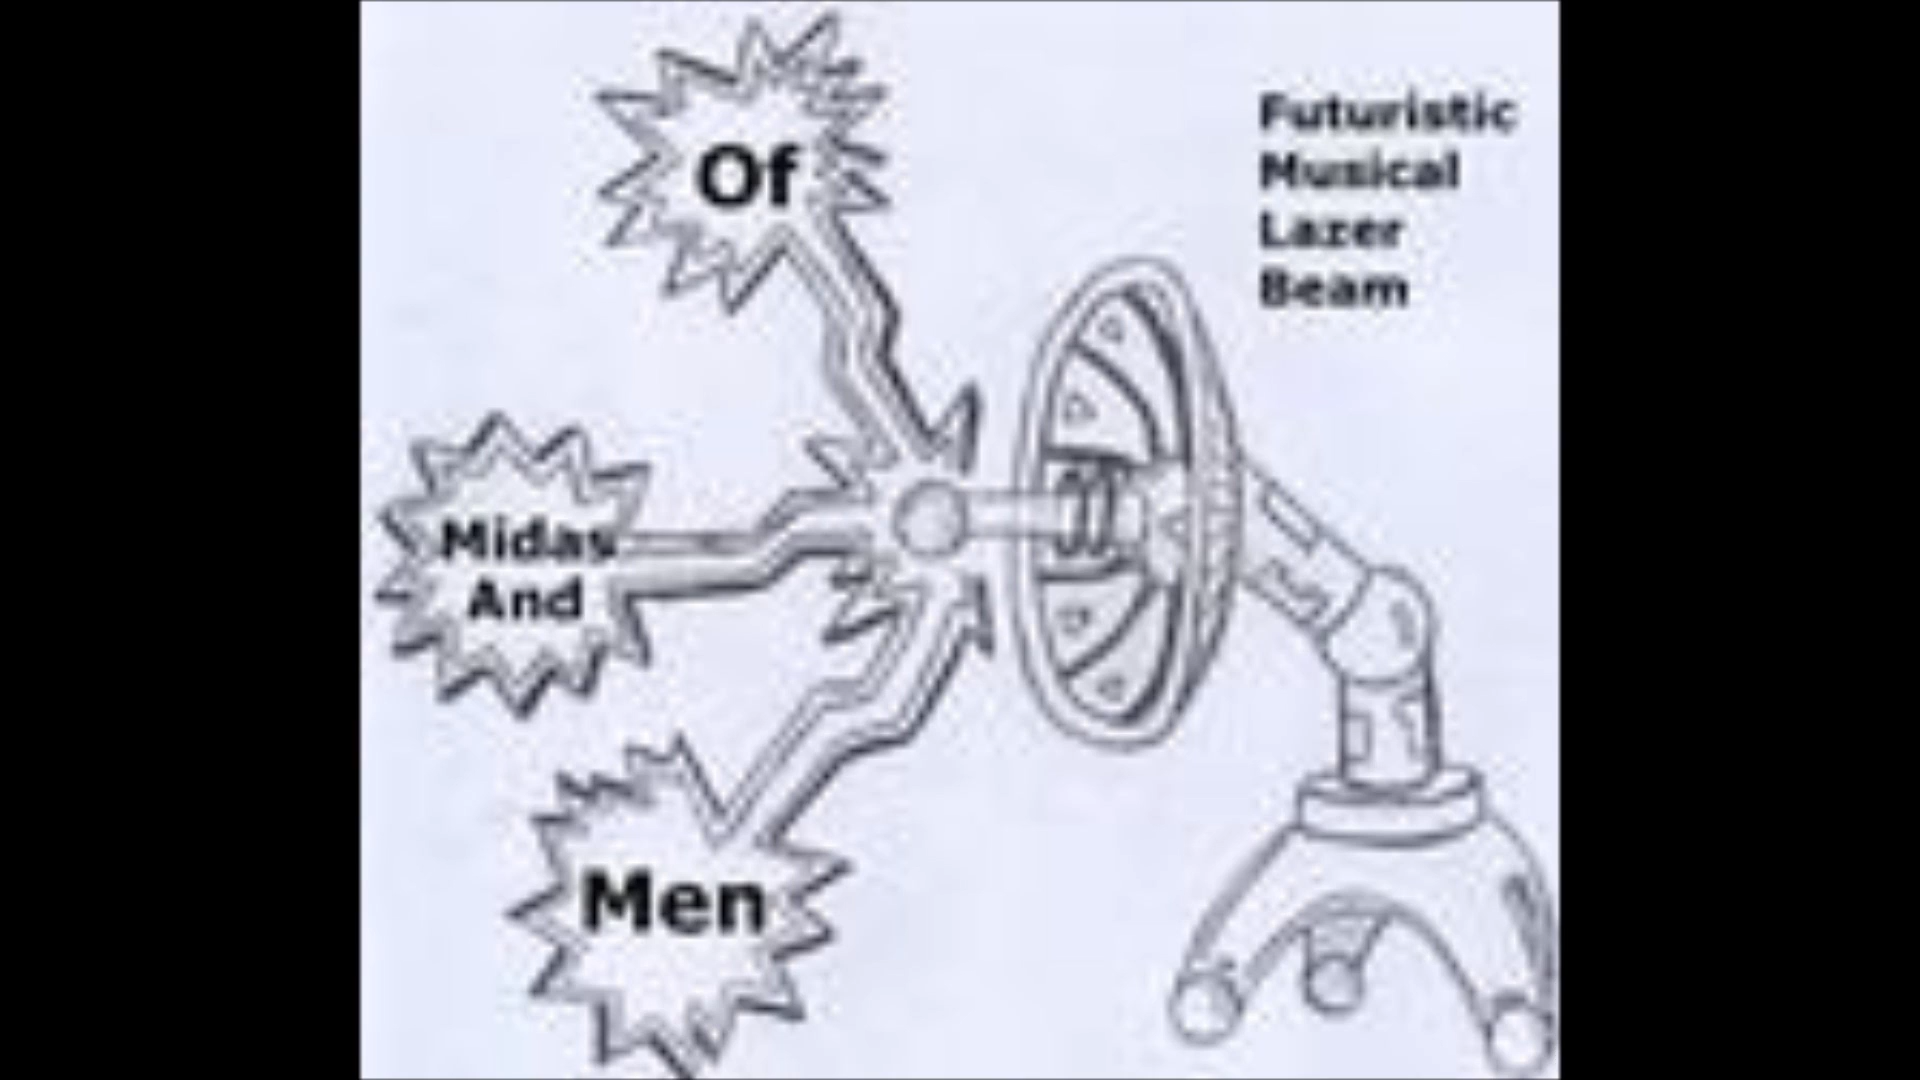 Of
Midas
And
Men
Futuristic
Musical
Lazer
Beam